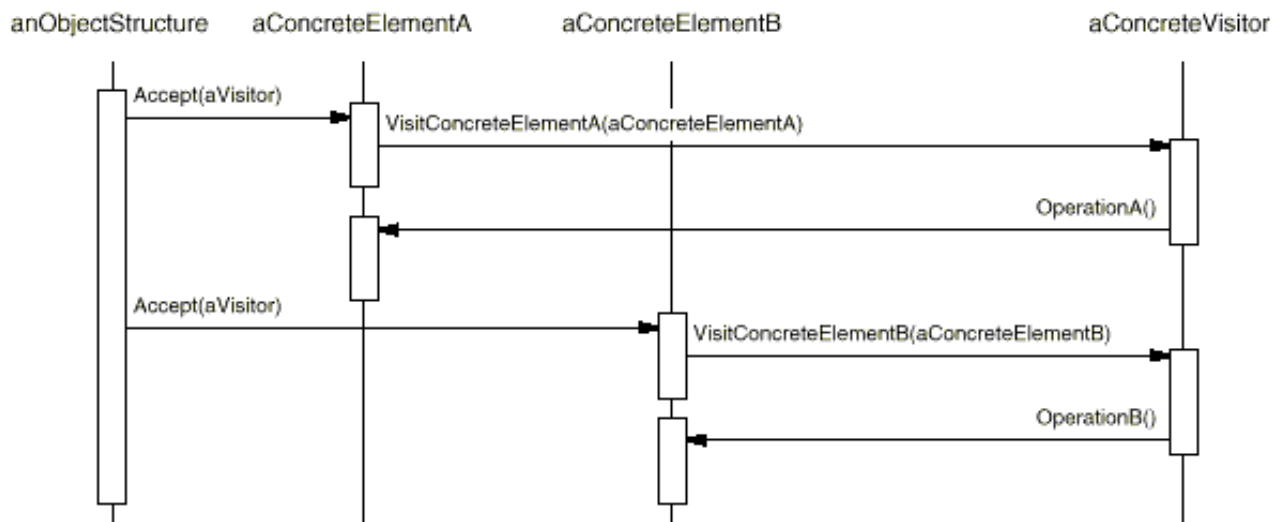 anObjectStructure aConcreteElementA aConcreteElementB aConcreteVisitor
Accept(aVisitor)
VisitConcreteElementA(aConcreteElementA)
OperationA()
Accept(aVisitor)
VisitConcreteElementB(aConcreteElementB)
OperationB()